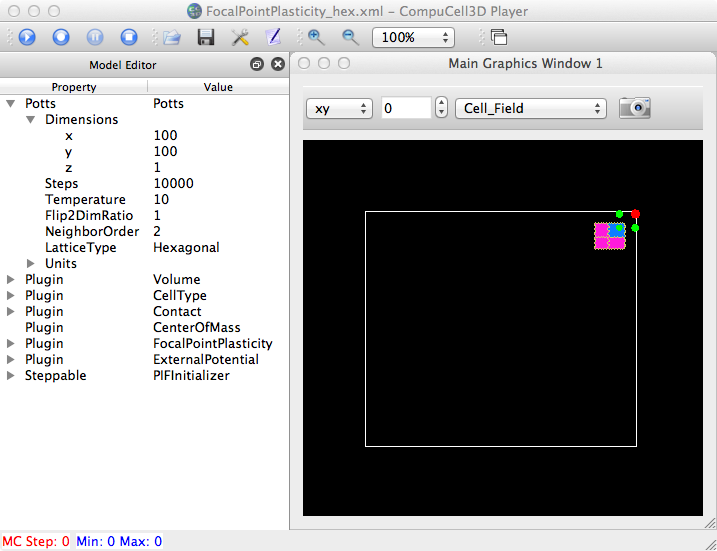 FocalPointPlasticity_hex.xml - CompuCell3D Player
100%
Model Editor
Main Graphics Window 1
Property Value
xy 0 Cell_Field
Potts Potts
Dimensions
x 100
y 100
z 1
Steps 10000
Temperature 10
Flip2DimRatio 1
NeighborOrder 2
LatticeType Hexagonal
Units
Plugin Volume
Plugin CellType
Plugin Contact
Plugin CenterOfMass
Plugin FocalPointPlasticity
Plugin ExternalPotential
Steppable PIFInitializer
MC Step: 0 Min: 0 Max: 0